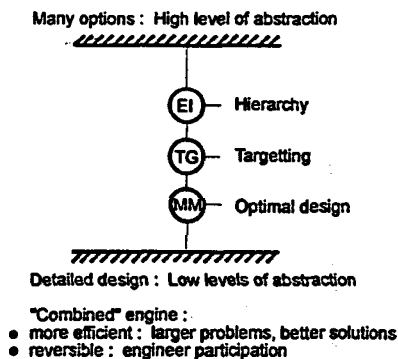 Many options : High level of abstraction
EI Hierarchy
TG Targetting
MM Optimal design
Detailed design : Low levels of abstraction
"Combined" engine :
• more efficient : larger problems, better solutions
• reversible : engineer participation